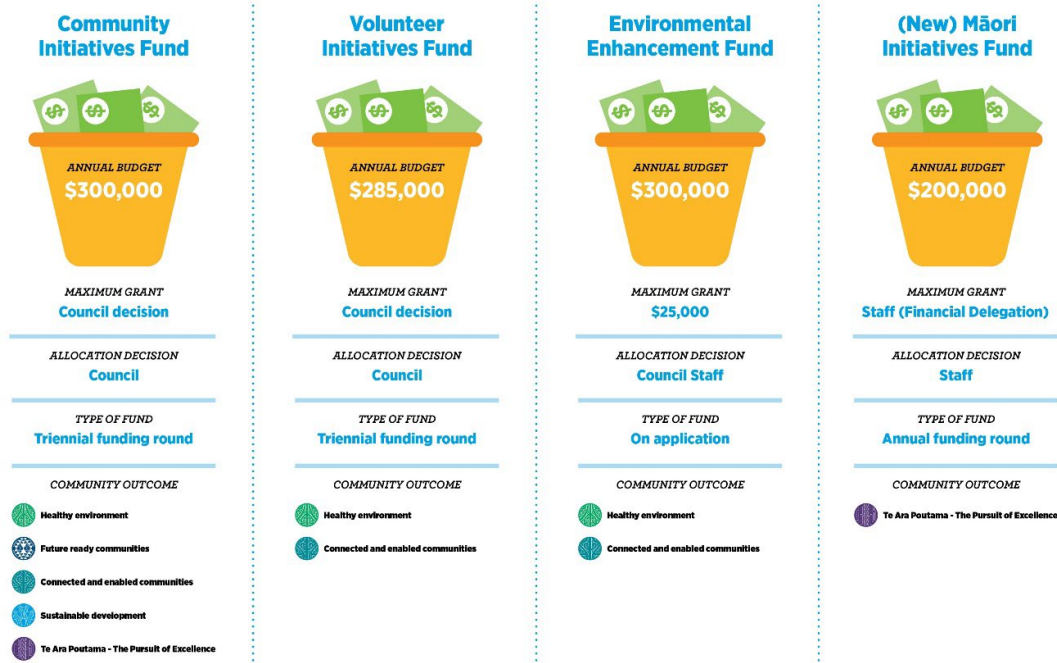 Community
Initiatives Fund
ANNUAL BUDGET
$300,000
MAXIMUM GRANT
Council decision
ALLOCATION DECISION
Council
TYPE OF FUND
Triennial funding round
COMMUNITY OUTCOME
Healthy environment
Future ready communities
Connected and enabled communities
Sustainable development
Te Ara Poutama - The Pursuit of Excellence
Volunteer
Initiatives Fund
ANNUAL BUDGET
$285,000
MAXIMUM GRANT
Council decision
ALLOCATION DECISION
Council
TYPE OF FUND
Triennial funding round
COMMUNITY OUTCOME
Healthy environment
Connected and enabled communities
Environmental
Enhancement Fund
ANNUAL BUDGET
$300,000
MAXIMUM GRANT
$25,000
ALLOCATION DECISION
Council Staff
TYPE OF FUND
On application
COMMUNITY OUTCOME
Healthy environment
Connected and enabled communities
(New) Māori
Initiatives Fund
ANNUAL BUDGET
$200,000
MAXIMUM GRANT
Staff (Financial Delegation)
ALLOCATION DECISION
Staff
TYPE OF FUND
Annual funding round
COMMUNITY OUTCOME
Te Ara Poutama - The Pursuit of Excellence